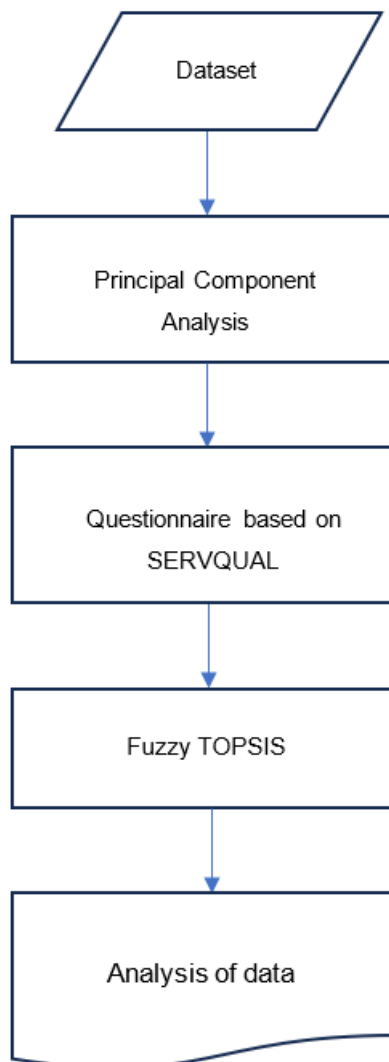 Dataset
Principal Component
Analysis
Questionnaire based on
SERVQUAL
Fuzzy TOPSIS
Analysis of data